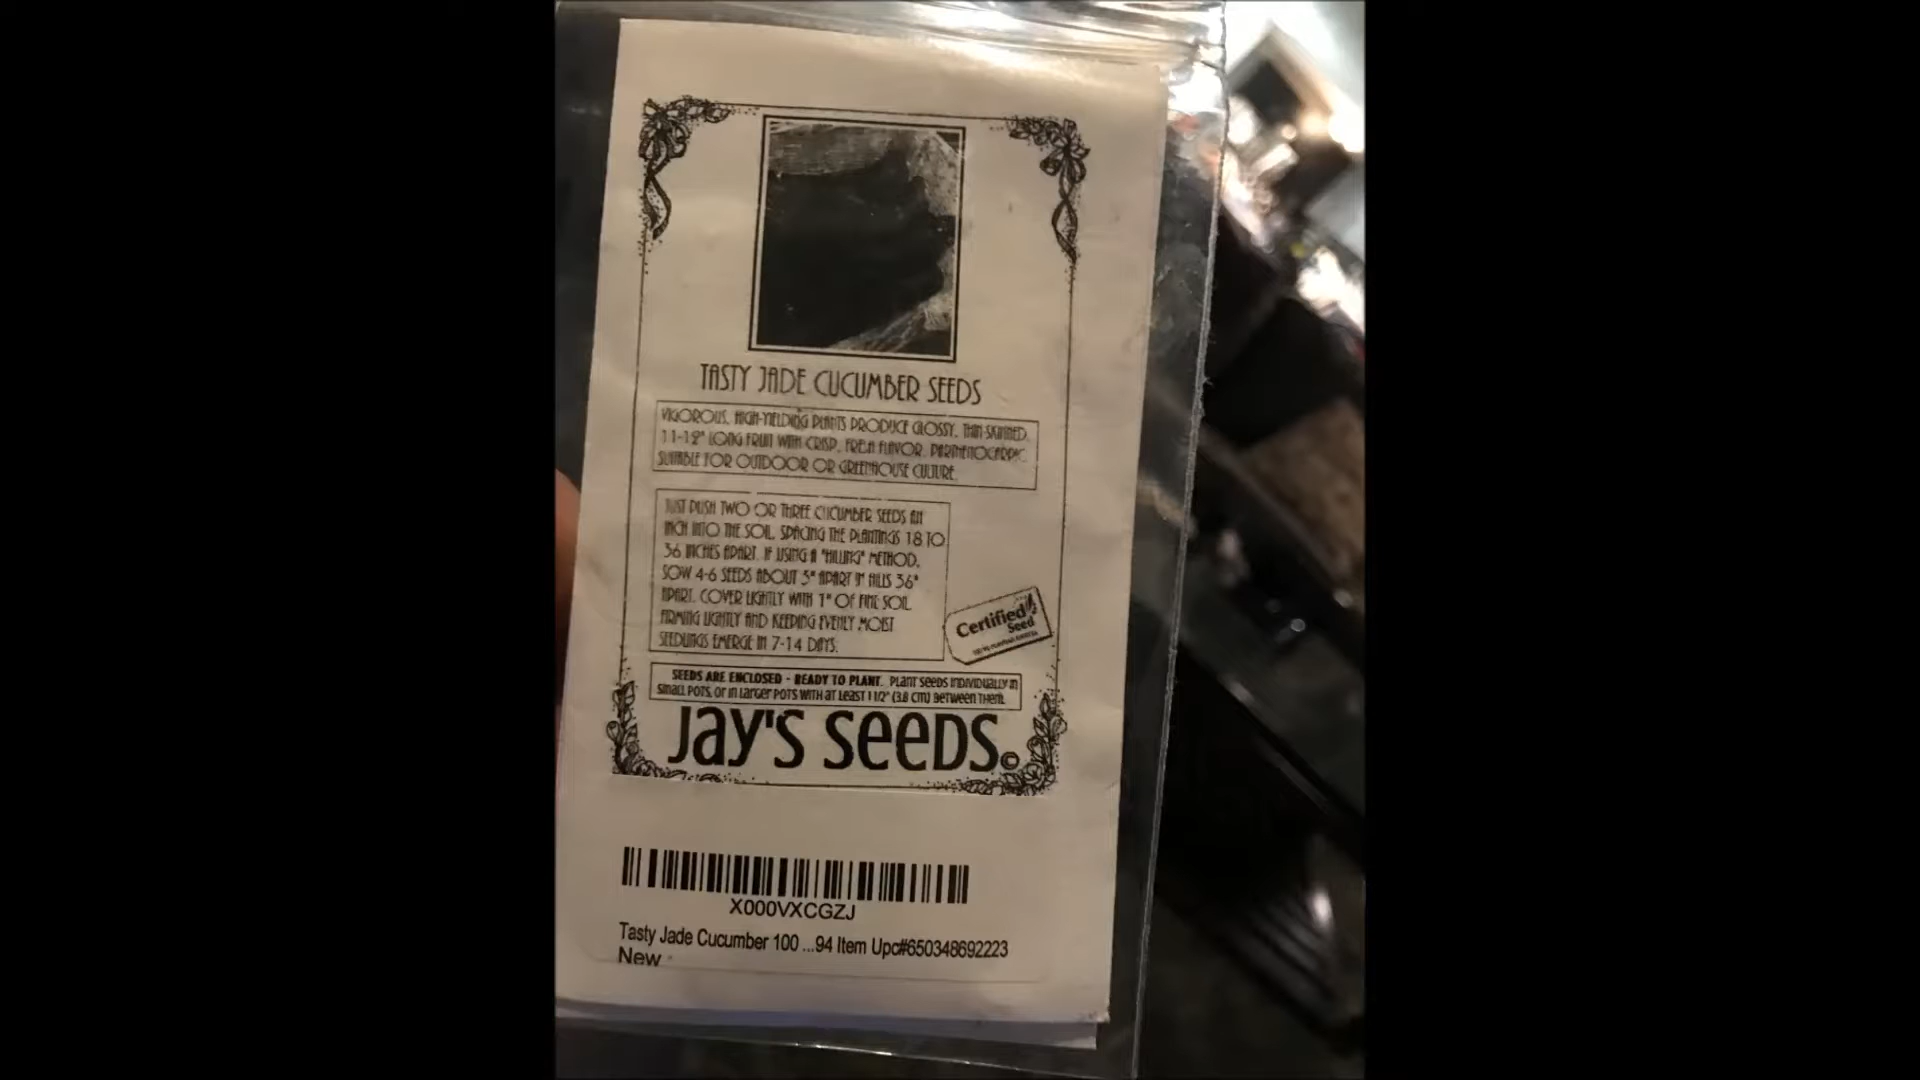 TASTY JADE CUCUMBER SEEDS
VIGOROUS, HIGH-YIELDING PLANTS PRODUCE GLOSSY, THIN-SKINNED,
11-12" LONG FRUIT WITH CRISP, FRESH FLAVOR. PARTHENOCARPIC.
SUITABLE FOR OUTDOOR OR GREENHOUSE CULTURE.
JUST PUSH TWO OR THREE CUCUMBER SEEDS AN
INCH INTO THE SOIL, SPACING THE PLANTINGS 18 TO
36 INCHES APART. IF USING A "HILLING" METHOD,
SOW 4-6 SEEDS ABOUT 3" APART IN HILLS 36"
APART. COVER LIGHTLY WITH 1" OF FINE SOIL
FIRMING LIGHTLY AND KEEPING EVENLY MOIST
SEEDLINGS EMERGE IN 7-14 DAYS.
Certified
Seed
SEEDS ARE ENCLOSED - READY TO PLANT. PLANT SEEDS INDIVIDUALLY IN
SMALL POTS, OR IN LARGER POTS WITH AT LEAST 1 1/2" (3.8 CM) BETWEEN THEM.
JAY'S SEEDS©
X000VXCGZJ
Tasty Jade Cucumber 100 ...94 Item Upc#650348692223
New